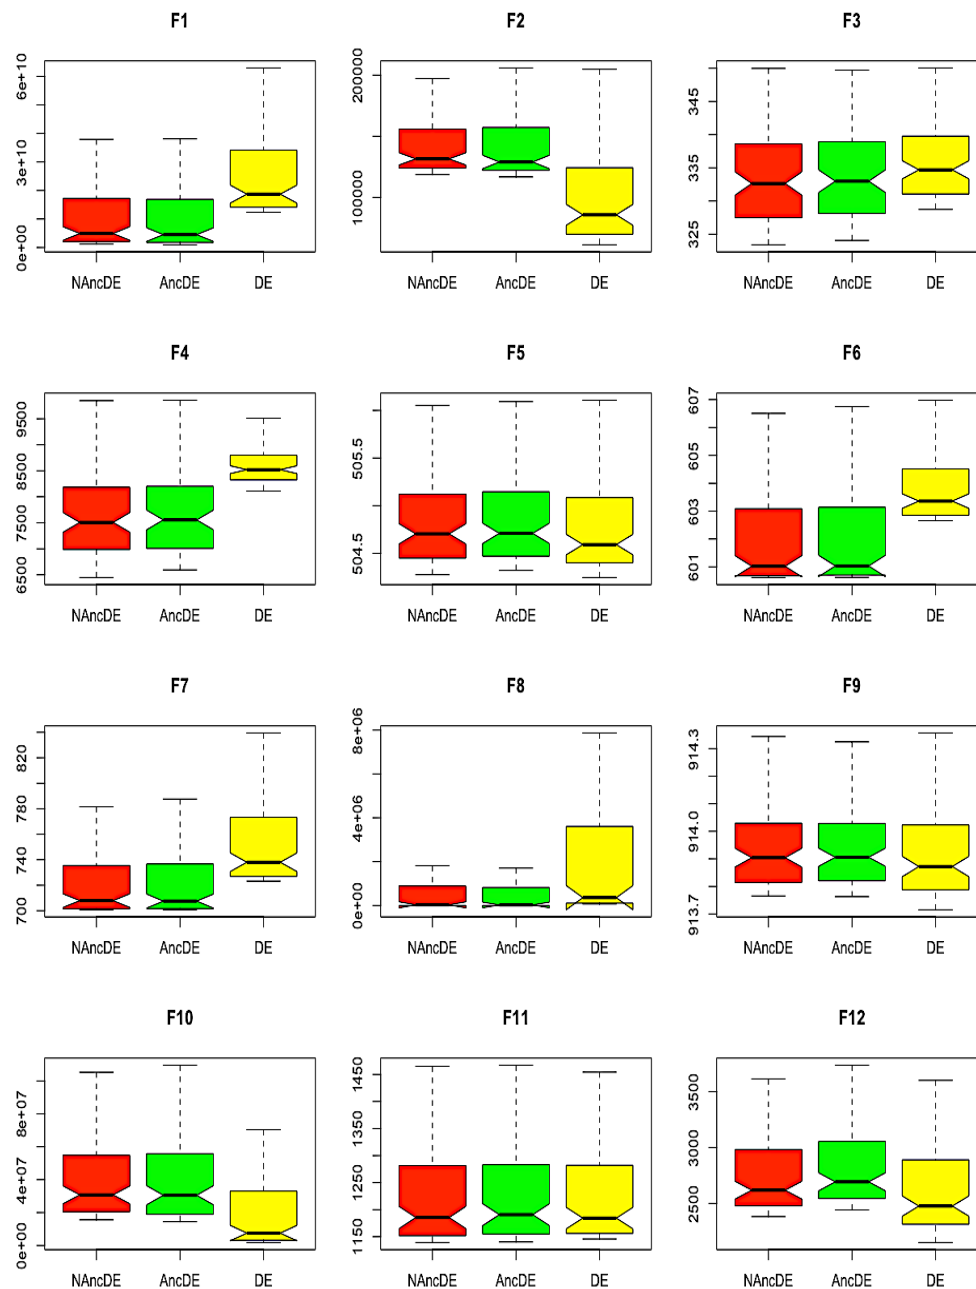 F1 F2 F3
6e+10 3e+10 0e+00
200000 100000
345 335 325
NAncDE AncDE DE NAncDE AncDE DE NAncDE AncDE DE
F4 F5 F6
9500 8500 7500 6500
505.5 504.5
607 605 603 601
NAncDE AncDE DE NAncDE AncDE DE NAncDE AncDE DE
F7 F8 F9
820 780 740 700
8e+06 4e+06 0e+00
914.3 914.0 913.7
NAncDE AncDE DE NAncDE AncDE DE NAncDE AncDE DE
F10 F11 F12
8e+07 4e+07 0e+00
1450 1350 1250 1150
3500 3000 2500
NAncDE AncDE DE NAncDE AncDE DE NAncDE AncDE DE